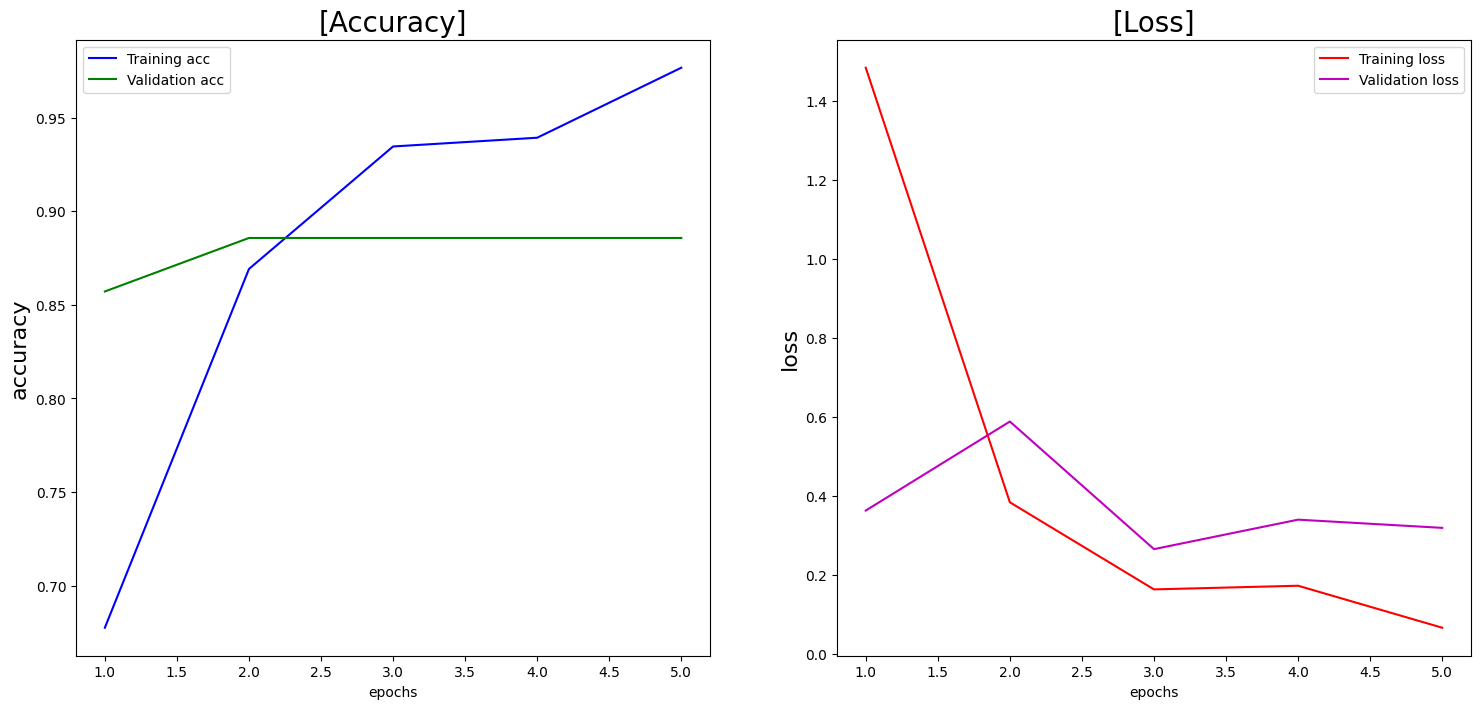 [Accuracy]
Training acc
Validation acc
0.95
0.90
0.85
0.80
0.75
0.70
accuracy
1.0 1.5 2.0 2.5 3.0 3.5 4.0 4.5 5.0
epochs
[Loss]
Training loss
Validation loss
1.4
1.2
1.0
0.8
0.6
0.4
0.2
0.0
loss
1.0 1.5 2.0 2.5 3.0 3.5 4.0 4.5 5.0
epochs